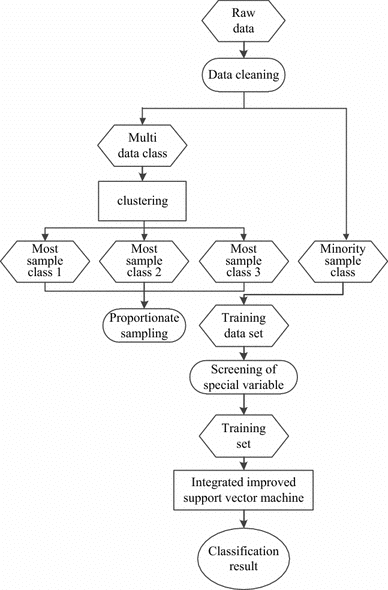 Raw
data
Data cleaning
Multi
data class
clustering
Most
sample
class 1
Most
sample
class 2
Most
sample
class 3
Minority
sample
class
Proportionate
sampling
Training
data set
Screening of
special variable
Training
set
Integrated improved
support vector machine
Classification
result